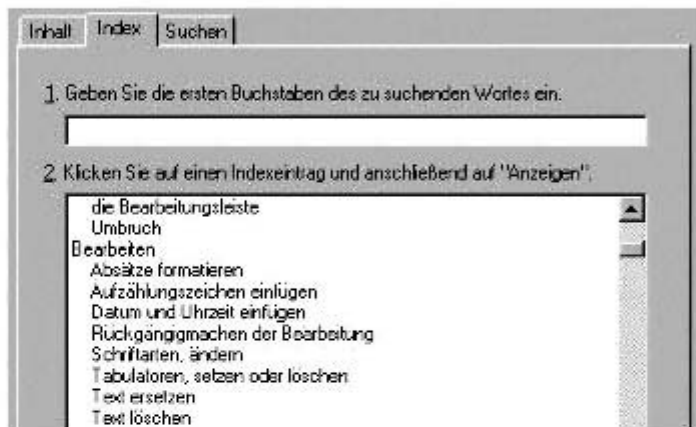 Inhalt Index Suchen
1. Geben Sie die ersten Buchstaben des zu suchenden Wortes ein.
2. Klicken Sie auf einen Indexeintrag und anschließend auf "Anzeigen".
die Bearbeitungsleiste
Umbruch
Bearbeiten
Absätze formatieren
Aufzählungszeichen einfügen
Datum und Uhrzeit einfügen
Rückgängigmachen der Bearbeitung
Schriftarten, ändern
Tabulatoren, setzen oder löschen
Text ersetzen
Text löschen